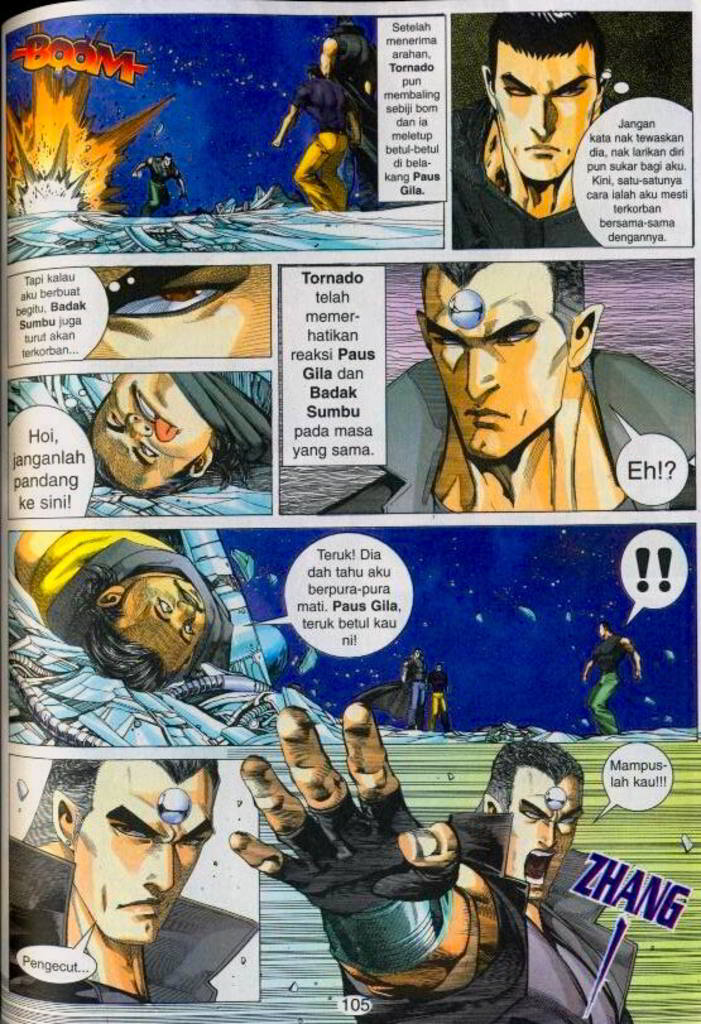 BOOM
Setelah
menerima
arahan,
Tornado
pun
membaling
sebiji bom
dan ia
meletup
betul-betul
di bela-
kang Paus
Gila.
Jangan
kata nak tewaskan
dia, nak larikan diri
pun sukar bagi aku.
Kini, satu-satunya
cara ialah aku mesti
terkorban
bersama-sama
dengannya.
Tapi kalau
aku berbuat
begitu, Badak
Sumbu juga
turut akan
terkorban...
Hoi,
janganlah
pandang
ke sini!
Tornado
telah
memer-
hatikan
reaksi Paus
Gila dan
Badak
Sumbu
pada masa
yang sama.
Eh!?
Teruk! Dia
dah tahu aku
berpura-pura
mati. Paus Gila,
teruk betul kau
ni!
!!
Pengecut...
Mampus-
lah kau!!!
ZHANG
!
105